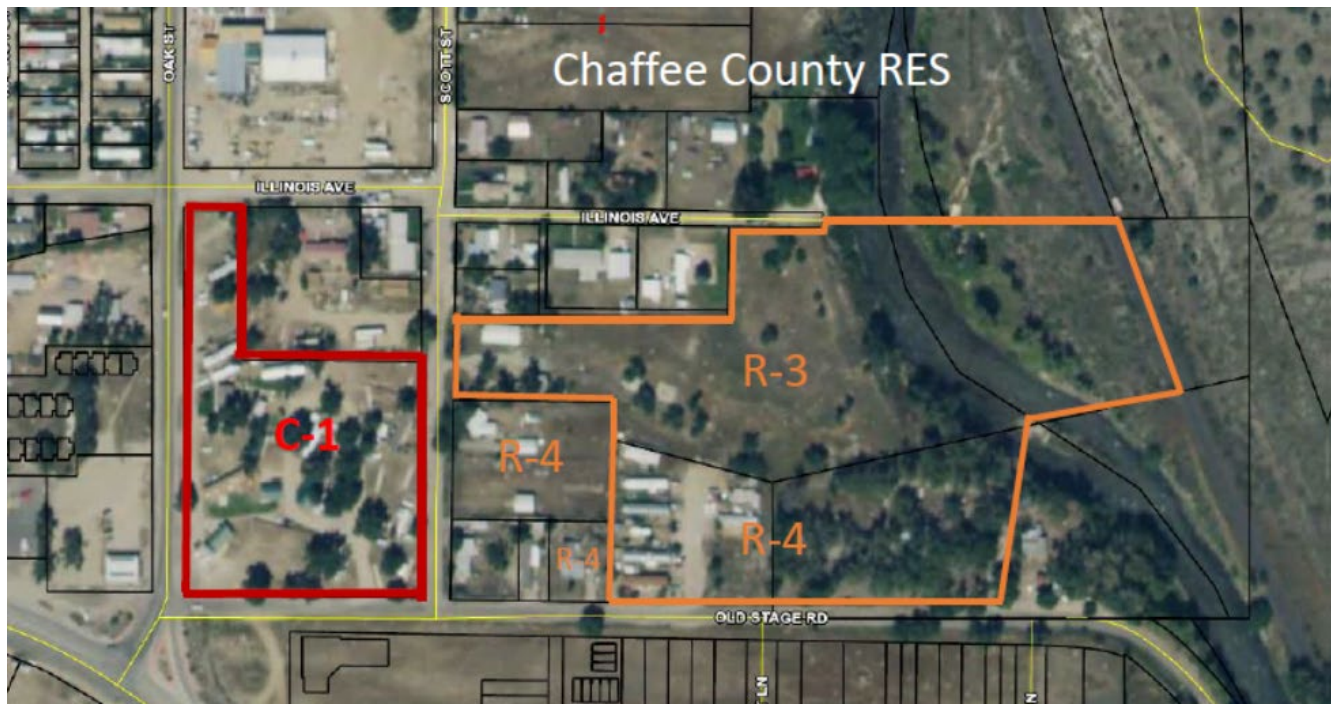 OAK ST
SCOTT ST
Chaffee County RES
ILLINOIS AVE
ILLINOIS AVE
R-3
C-1
R-4
R-4
R-4
OLD STAGE RD
LN
N